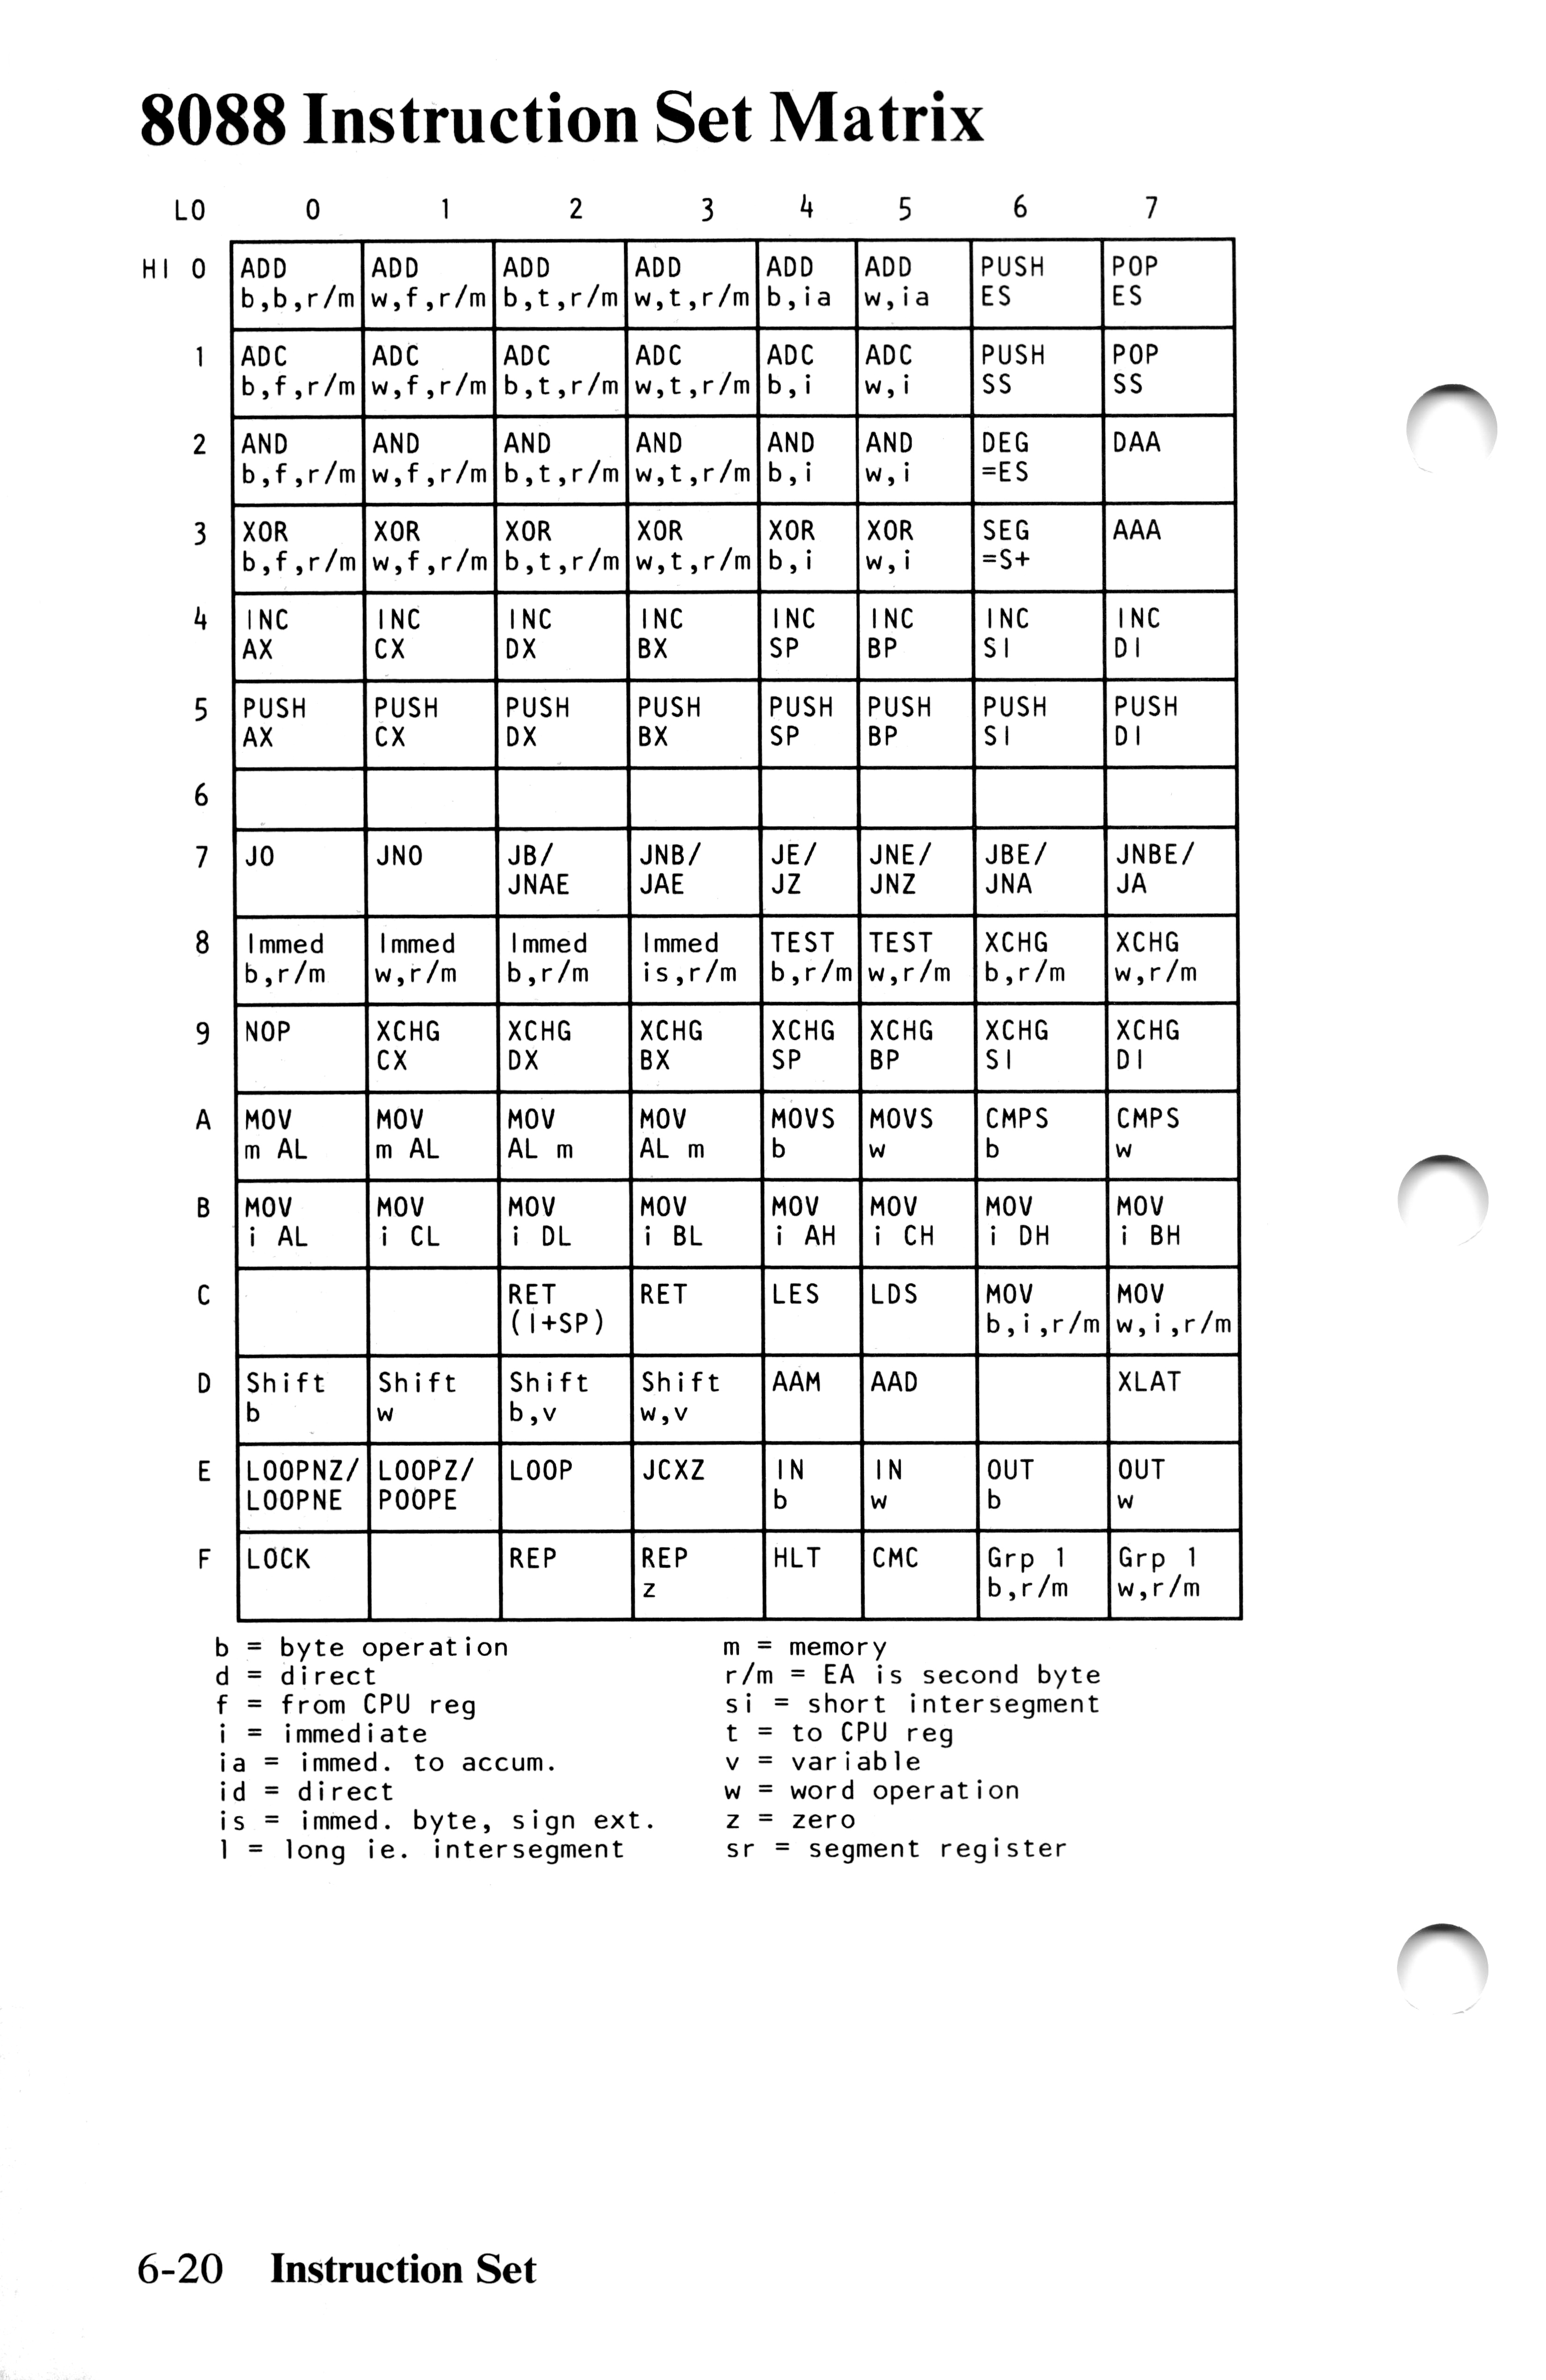 8088 Instruction Set Matrix
LO 0 1 2 3 4 5 6 7
HI 0 ADD ADD ADD ADD ADD ADD PUSH POP
b,b,r/m w,f,r/m b,t,r/m w,t,r/m b,ia w,ia ES ES
1 ADC ADC ADC ADC ADC ADC PUSH POP
b,f,r/m w,f,r/m b,t,r/m w,t,r/m b,i w,i SS SS
2 AND AND AND AND AND AND DEG DAA
b,f,r/m w,f,r/m b,t,r/m w,t,r/m b,i w,i =ES
3 XOR XOR XOR XOR XOR XOR SEG AAA
b,f,r/m w,f,r/m b,t,r/m w,t,r/m b,i w,i =S+
4 INC INC INC INC INC INC INC INC
AX CX DX BX SP BP SI DI
5 PUSH PUSH PUSH PUSH PUSH PUSH PUSH PUSH
AX CX DX BX SP BP SI DI
6
7 JO JNO JB/ JNB/ JE/ JNE/ JBE/ JNBE/
JNAE JAE JZ JNZ JNA JA
8 Immed Immed Immed Immed TEST TEST XCHG XCHG
b,r/m w,r/m b,r/m is,r/m b,r/m w,r/m b,r/m w,r/m
9 NOP XCHG XCHG XCHG XCHG XCHG XCHG XCHG
CX DX BX SP BP SI DI
A MOV MOV MOV MOV MOVS MOVS CMPS CMPS
m AL m AL AL m AL m b w b w
B MOV MOV MOV MOV MOV MOV MOV MOV
i AL i CL i DL i BL i AH i CH i DH i BH
C RET RET LES LDS MOV MOV
(I+SP) b,i,r/m w,i,r/m
D Shift Shift Shift Shift AAM AAD XLAT
b w b,v w,v
E LOOPNZ/ LOOPZ/ LOOP JCXZ IN IN OUT OUT
LOOPNE POOPE b w b w
F LOCK REP REP HLT CMC Grp 1 Grp 1
z b,r/m w,r/m
b = byte operation m = memory
d = direct r/m = EA is second byte
f = from CPU reg si = short intersegment
i = immediate t = to CPU reg
ia = immed. to accum. v = variable
id = direct w = word operation
is = immed. byte, sign ext. z = zero
l = long ie. intersegment sr = segment register
6-20 Instruction Set